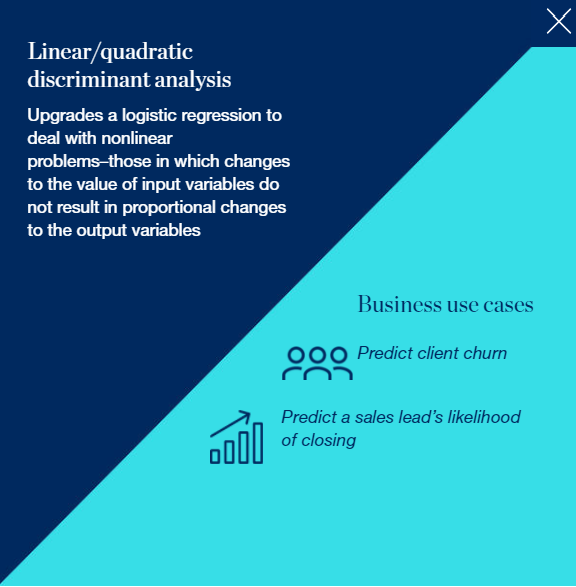 Linear/quadratic
discriminant analysis
Upgrades a logistic regression to
deal with nonlinear
problems–those in which changes
to the value of input variables do
not result in proportional changes
to the output variables
Business use cases
Predict client churn
Predict a sales lead’s likelihood
of closing